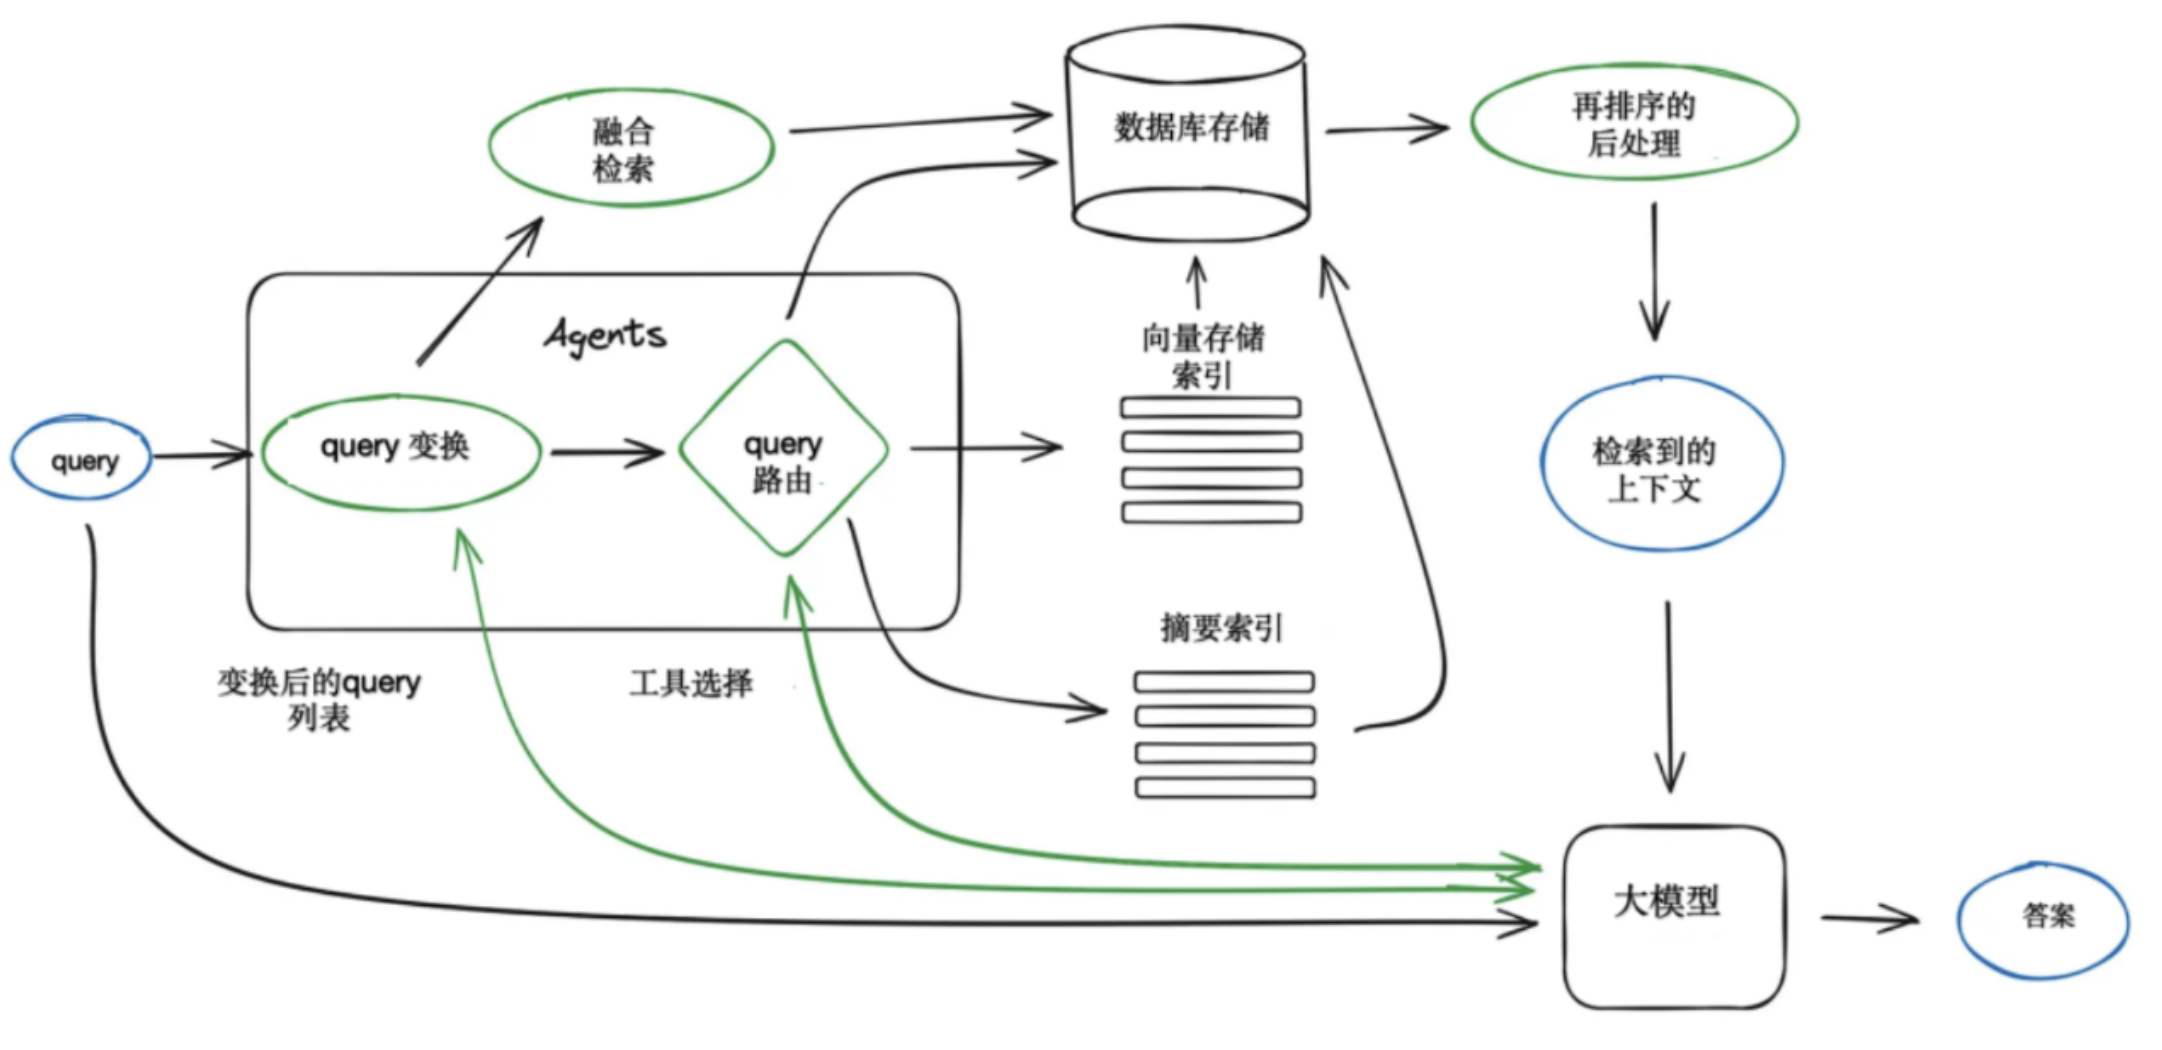 融合
检索
数据库存储
再排序的
后处理
Agents
向量存储
索引
query
query 变换
query
路由
检索到的
上下文
摘要索引
变换后的query
列表
工具选择
大模型
答案